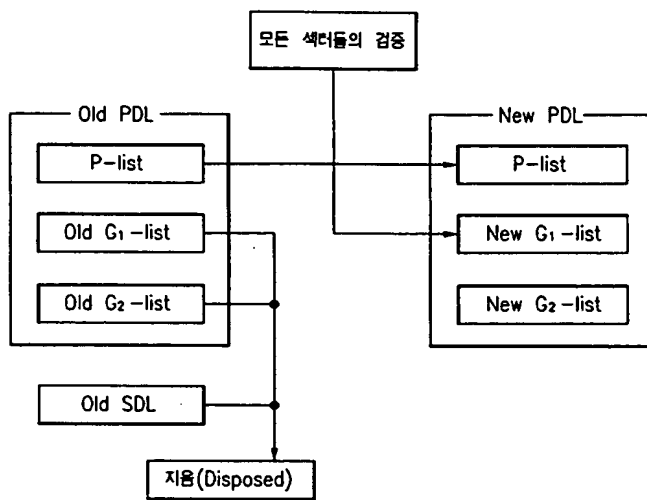 모든 섹터들의 검증
Old PDL
P-list
Old G1-list
Old G2-list
Old SDL
지움(Disposed)
New PDL
P-list
New G1-list
New G2-list